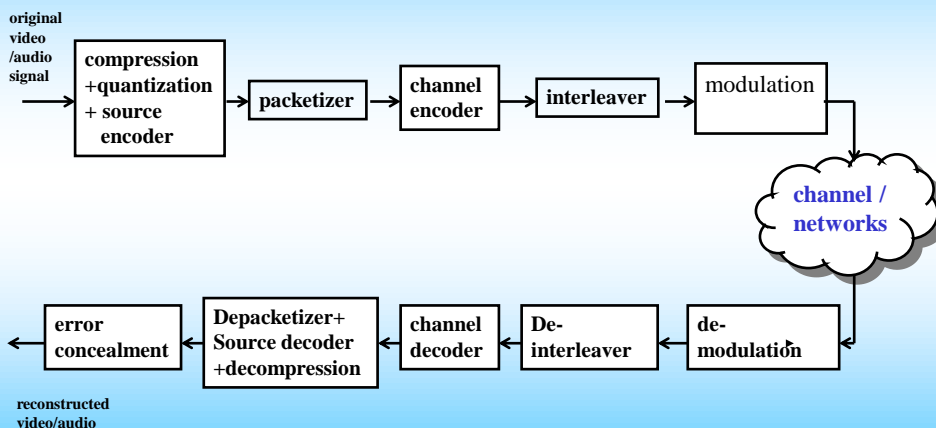 original
video
/audio
signal
compression
+quantization
+ source
encoder
packetizer
channel
encoder
interleaver
modulation
channel /
networks
de-
modulation
De-
interleaver
channel
decoder
Depacketizer+
Source decoder
+decompression
error
concealment
reconstructed
video/audio